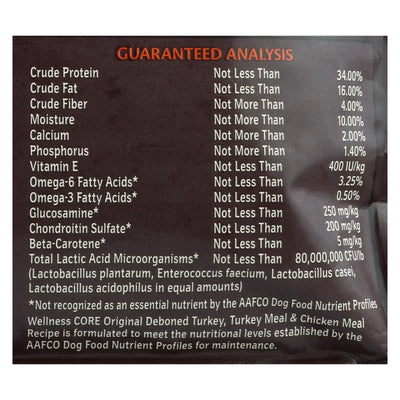 GUARANTEED ANALYSIS
Crude Protein Not Less Than 34.00%
Crude Fat Not Less Than 16.00%
Crude Fiber Not More Than 4.00%
Moisture Not More Than 10.00%
Calcium Not More Than 2.00%
Phosphorus Not More Than 1.40%
Vitamin E Not Less Than 400 IU/kg
Omega-6 Fatty Acids* Not Less Than 3.25%
Omega-3 Fatty Acids* Not Less Than 0.50%
Glucosamine* Not Less Than 250 mg/kg
Chondroitin Sulfate* Not Less Than 200 mg/kg
Beta-Carotene* Not Less Than 5 mg/kg
Total Lactic Acid Microorganisms* Not Less Than 80,000,000 CFU/lb
(Lactobacillus plantarum, Enterococcus faecium, Lactobacillus casei,
Lactobacillus acidophilus in equal amounts)
*Not recognized as an essential nutrient by the AAFCO Dog Food Nutrient Profiles
Wellness CORE Original Deboned Turkey, Turkey Meal & Chicken Meal
Recipe is formulated to meet the nutritional levels established by the
AAFCO Dog Food Nutrient Profiles for maintenance.